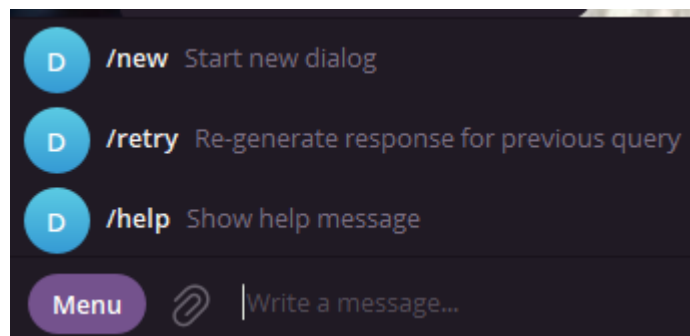 D /new Start new dialog
D /retry Re-generate response for previous query
D /help Show help message
Menu Write a message...